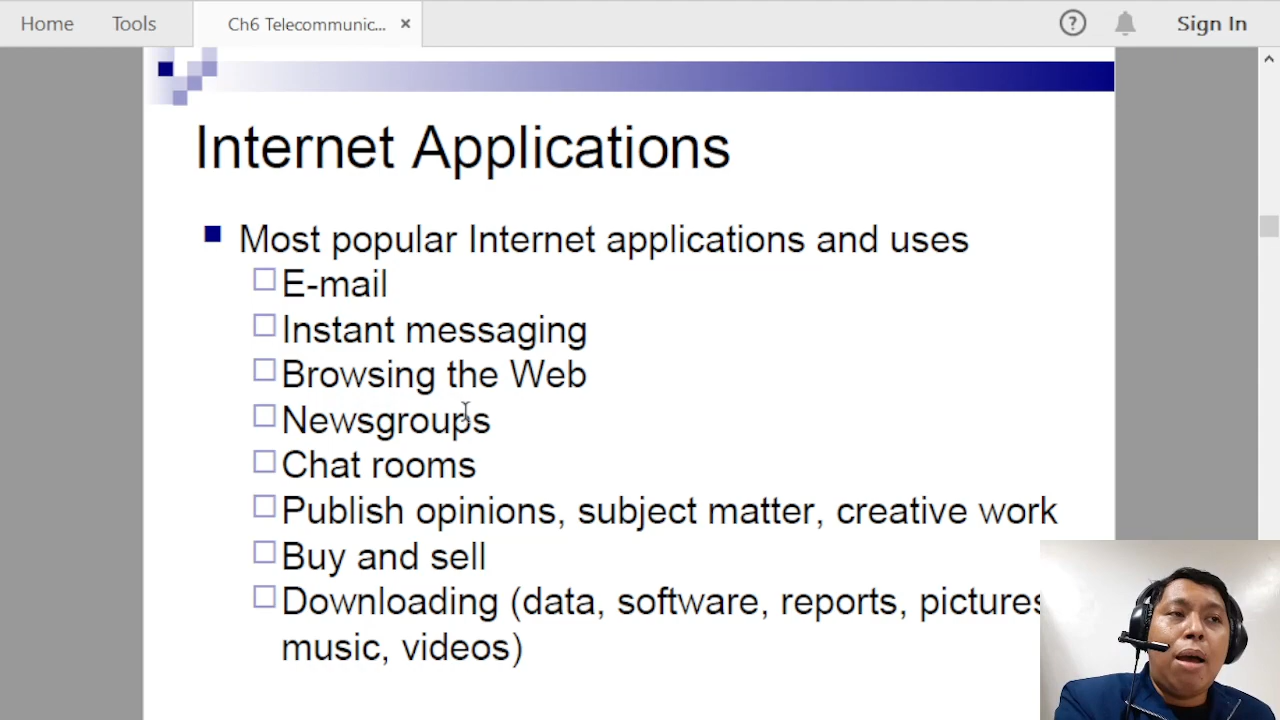 Home Tools Ch6 Telecommunic... × ? Sign In
Internet Applications
Most popular Internet applications and uses
E-mail
Instant messaging
Browsing the Web
Newsgroups
Chat rooms
Publish opinions, subject matter, creative work
Buy and sell
Downloading (data, software, reports, pictures
music, videos)